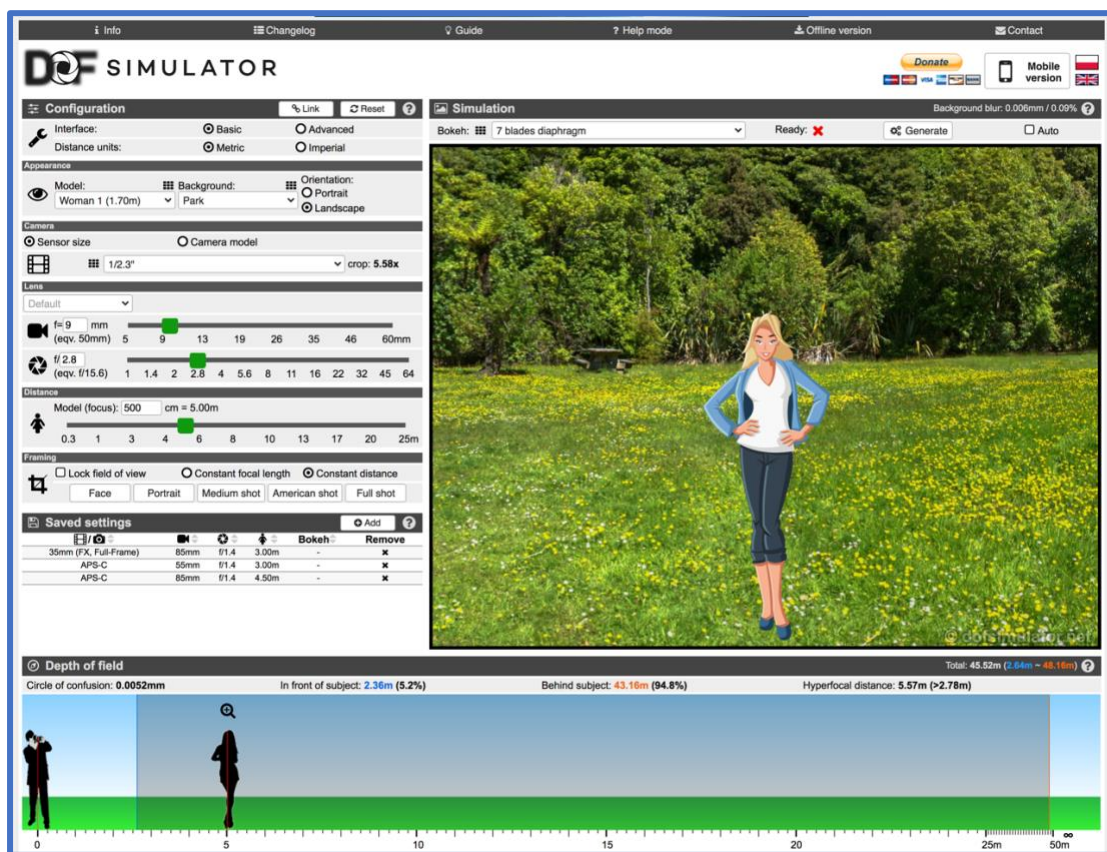 Info Changelog Guide ? Help mode Offline version Contact
DOF SIMULATOR
Donate
VISA
Mobile version
Configuration Link Reset ?
Interface: Basic Advanced
Distance units: Metric Imperial
Appearance
Model: Background: Orientation:
Woman 1 (1.70m) Park Portrait
Landscape
Camera
Sensor size Camera model
1/2.3" crop: 5.58x
Lens
Default
f= 9 mm
(eqv. 50mm) 5 9 13 19 26 35 46 60mm
f/ 2.8
(eqv. f/15.6) 1 1.4 2 2.8 4 5.6 8 11 16 22 32 45 64
Distance
Model (focus): 500 cm = 5.00m
0.3 1 3 4 6 8 10 13 17 20 25m
Framing
Lock field of view Constant focal length Constant distance
Face Portrait Medium shot American shot Full shot
Saved settings Add ?
/ Bokeh Remove
35mm (FX, Full-Frame) 85mm f/1.4 3.00m - ×
APS-C 55mm f/1.4 3.00m - ×
APS-C 85mm f/1.4 4.50m - ×
Simulation Background blur: 0.006mm / 0.09% ?
Bokeh: 7 blades diaphragm Ready: Generate Auto
© dofsimulator.net
Depth of field Total: 45.52m (2.64m ~ 48.16m) ?
Circle of confusion: 0.0052mm In front of subject: 2.36m (5.2%) Behind subject: 43.16m (94.8%) Hyperfocal distance: 5.57m (>2.78m)
0 5 10 15 20 25m 50m ∞